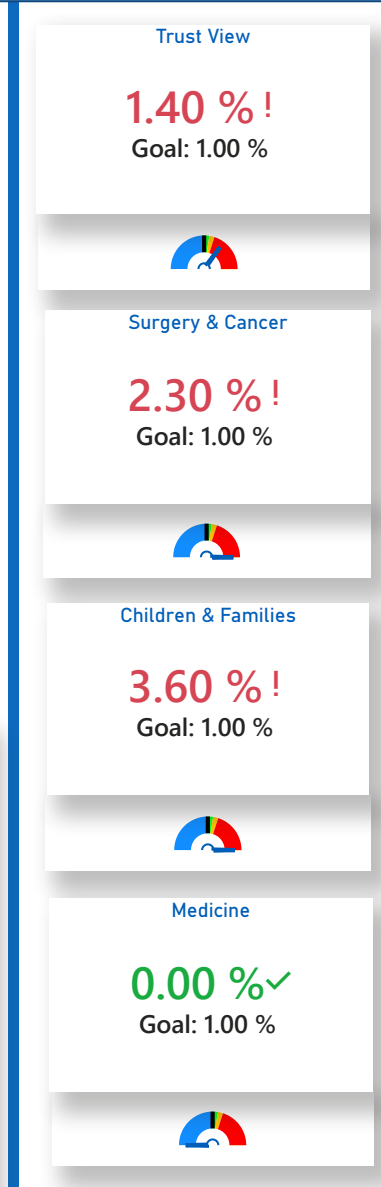 Trust View
1.40 % !
Goal: 1.00 %
Surgery & Cancer
2.30 % !
Goal: 1.00 %
Children & Families
3.60 % !
Goal: 1.00 %
Medicine
0.00 %✓
Goal: 1.00 %